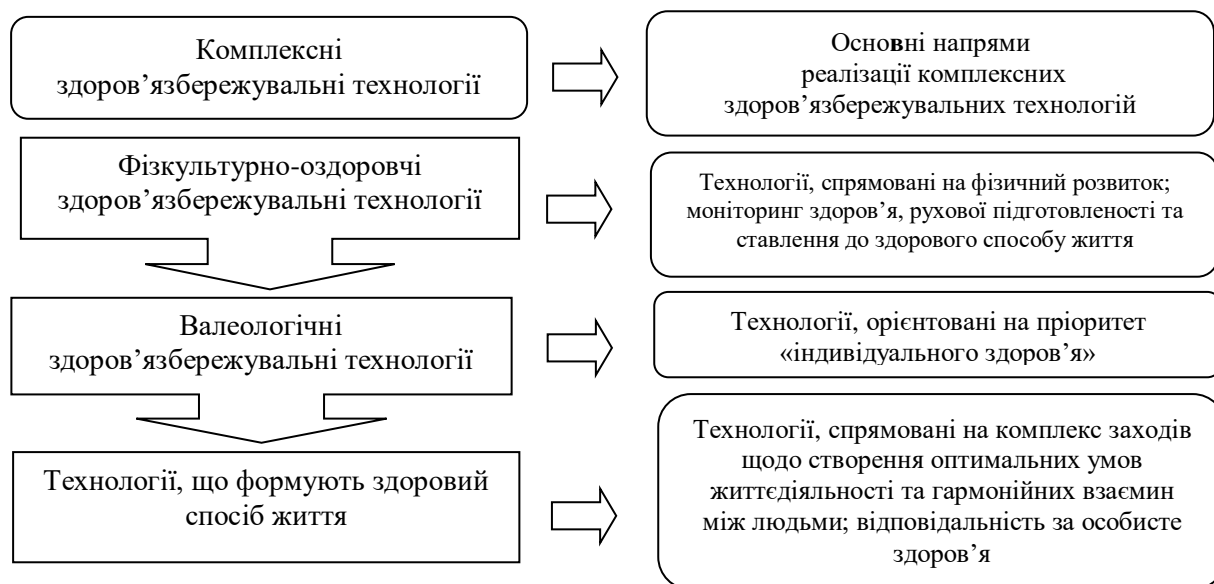 Комплексні
здоров’язбережувальні технології
Основні напрями
реалізації комплексних
здоров’язбережувальних технологій
Фізкультурно-оздоровчі
здоров’язбережувальні технології
Технології, спрямовані на фізичний розвиток;
моніторинг здоров’я, рухової підготовленості та
ставлення до здорового способу життя
Валеологічні
здоров’язбережувальні технології
Технології, орієнтовані на пріоритет
«індивідуального здоров’я»
Технології, що формують здоровий
спосіб життя
Технології, спрямовані на комплекс заходів
щодо створення оптимальних умов
життєдіяльності та гармонійних взаємин
між людьми; відповідальність за особисте
здоров’я